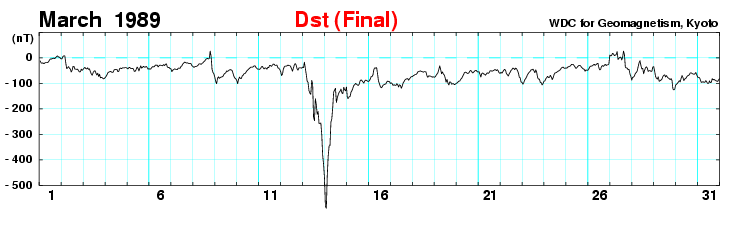 March 1989
Dst (Final)
WDC for Geomagnetism, Kyoto
(nT)
0
- 100
- 200
- 300
- 400
- 500
1 6 11 16 21 26 31